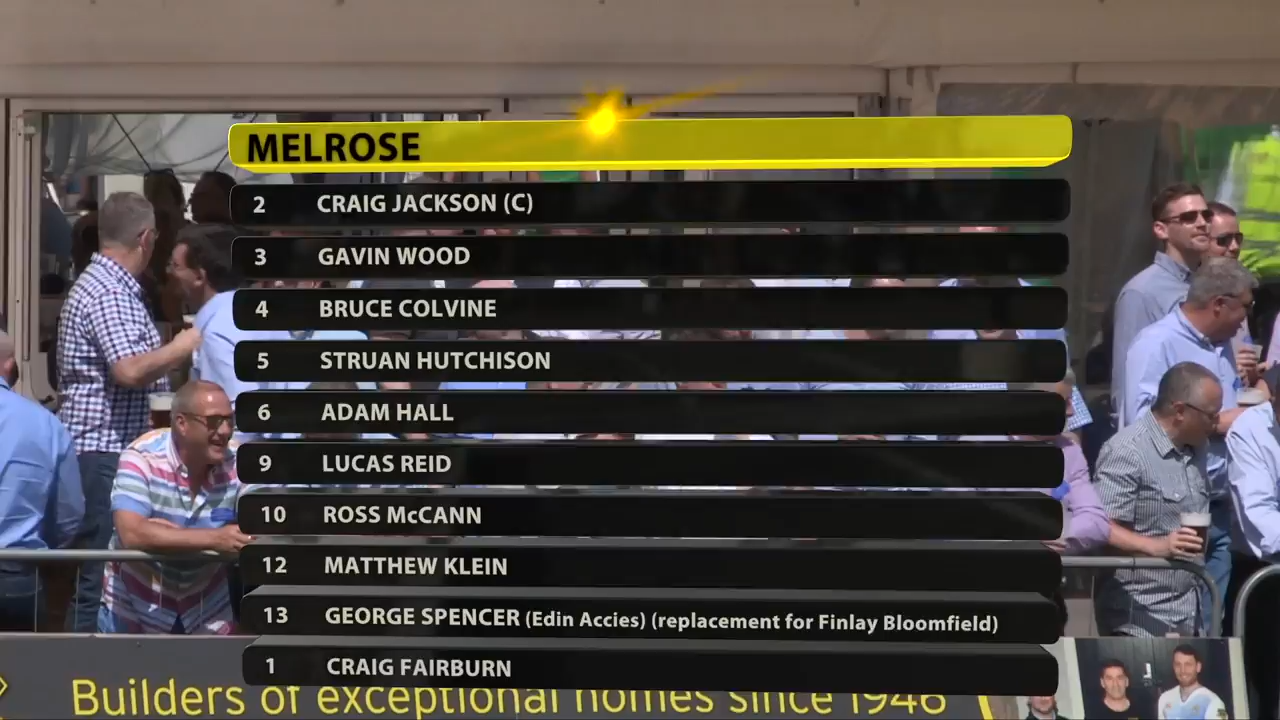 MELROSE
2 CRAIG JACKSON (C)
3 GAVIN WOOD
4 BRUCE COLVINE
5 STRUAN HUTCHISON
6 ADAM HALL
9 LUCAS REID
10 ROSS McCANN
12 MATTHEW KLEIN
13 GEORGE SPENCER (Edin Accies) (replacement for Finlay Bloomfield)
1 CRAIG FAIRBURN
Builders of exceptional homes since 1946